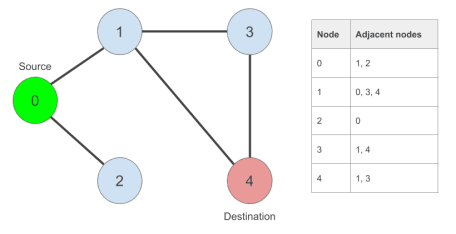 Source
0
1
3
2
4
Destination
Node Adjacent nodes
0 1, 2
1 0, 3, 4
2 0
3 1, 4
4 1, 3